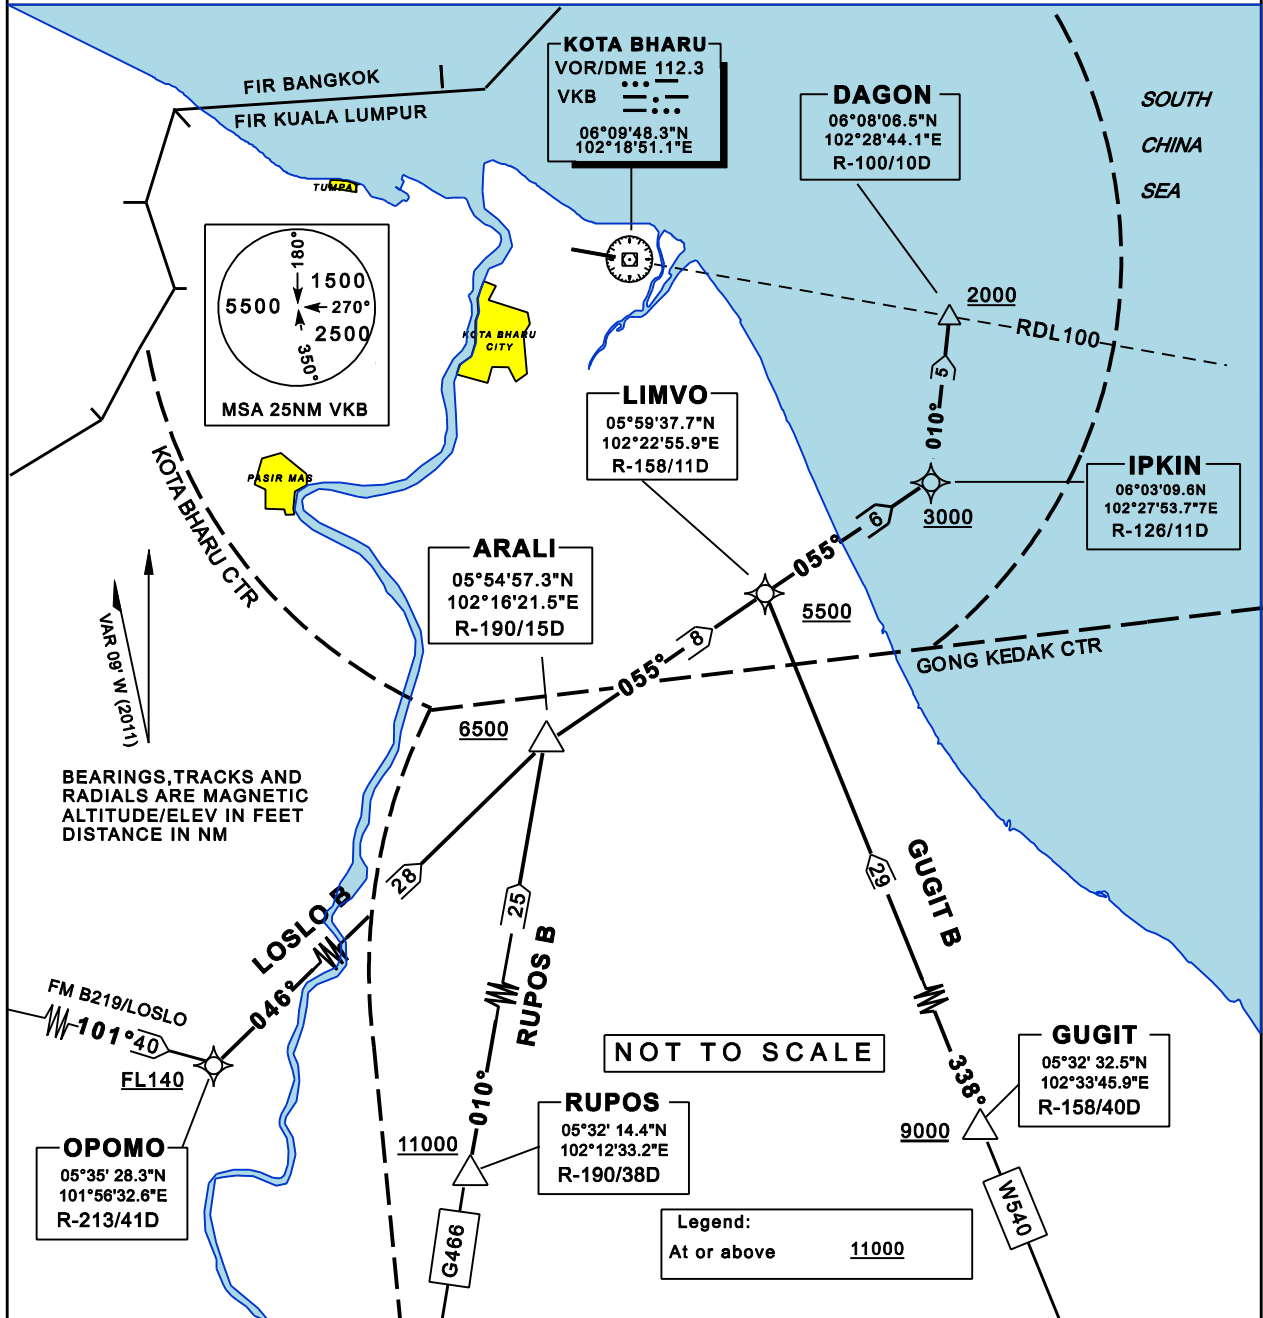 KOTA BHARU
VOR/DME 112.3
VKB
06°09'48.3"N
102°18'51.1"E
FIR BANGKOK
FIR KUALA LUMPUR
DAGON
06°08'06.5"N
102°28'44.1"E
R-100/10D
SOUTH
CHINA
SEA
TUMPAT
180°
1500
5500
270°
2500
350°
MSA 25NM VKB
KOTA BHARU
CITY
2000
RDL100
5
010°
LIMVO
05°59'37.7"N
102°22'55.9"E
R-158/11D
IPKIN
06°03'09.6N
102°27'53.7"7E
R-126/11D
3000
6
055°
PASIR MAS
KOTA BHARU CTR
ARALI
05°54'57.3"N
102°16'21.5"E
R-190/15D
5500
8
055°
GONG KEDAK CTR
VAR 09' W (2011)
6500
BEARINGS,TRACKS AND
RADIALS ARE MAGNETIC
ALTITUDE/ELEV IN FEET
DISTANCE IN NM
28
25
29
LOSLO B
RUPOS B
GUGIT B
046°
FM B219/LOSLO
101°
40
FL140
OPOMO
05°35' 28.3"N
101°56'32.6"E
R-213/41D
NOT TO SCALE
010°
338°
GUGIT
05°32' 32.5"N
102°33'45.9"E
R-158/40D
9000
RUPOS
05°32' 14.4"N
102°12'33.2"E
R-190/38D
11000
G466
W540
Legend:
At or above 11000